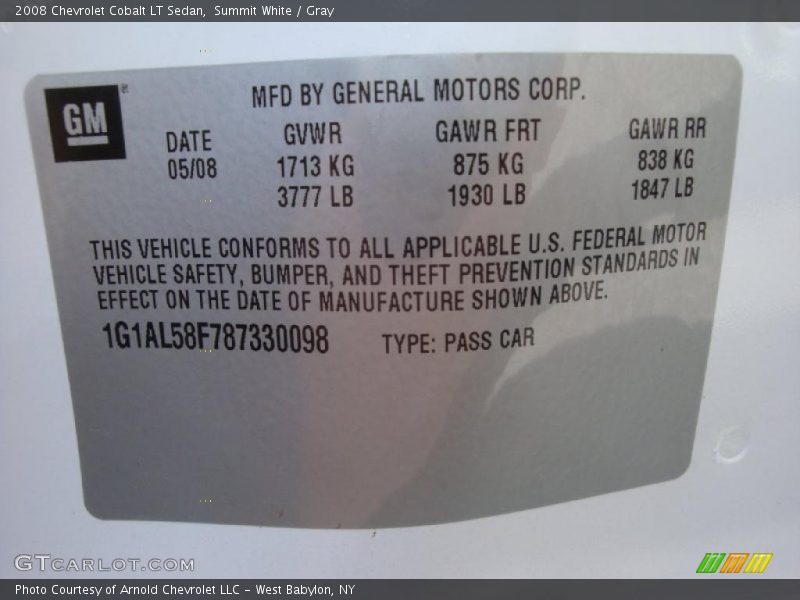 2008 Chevrolet Cobalt LT Sedan, Summit White / Gray
GM®
MFD BY GENERAL MOTORS CORP.
DATE GVWR GAWR FRT GAWR RR
05/08 1713 KG 875 KG 838 KG
3777 LB 1930 LB 1847 LB
THIS VEHICLE CONFORMS TO ALL APPLICABLE U.S. FEDERAL MOTOR
VEHICLE SAFETY, BUMPER, AND THEFT PREVENTION STANDARDS IN
EFFECT ON THE DATE OF MANUFACTURE SHOWN ABOVE.
1G1AL58F787330098 TYPE: PASS CAR
GTCARLOT.COM
Photo Courtesy of Arnold Chevrolet LLC - West Babylon, NY